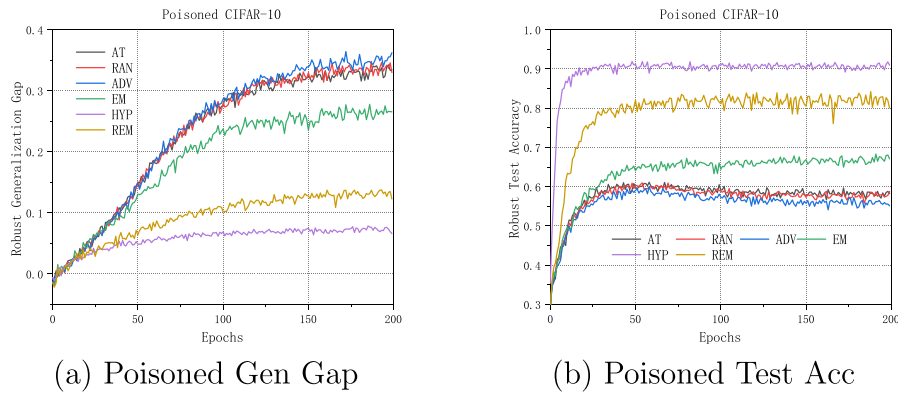 Poisoned CIFAR-10
0.4
0.3
0.2
0.1
0.0
Robust Generalization Gap
AT
RAN
ADV
EM
HYP
REM
0 50 100 150 200
Epochs
(a) Poisoned Gen Gap
Poisoned CIFAR-10
1.0
0.9
0.8
0.7
0.6
0.5
0.4
0.3
Robust Test Accuracy
AT RAN ADV EM
HYP REM
0 50 100 150 200
Epochs
(b) Poisoned Test Acc